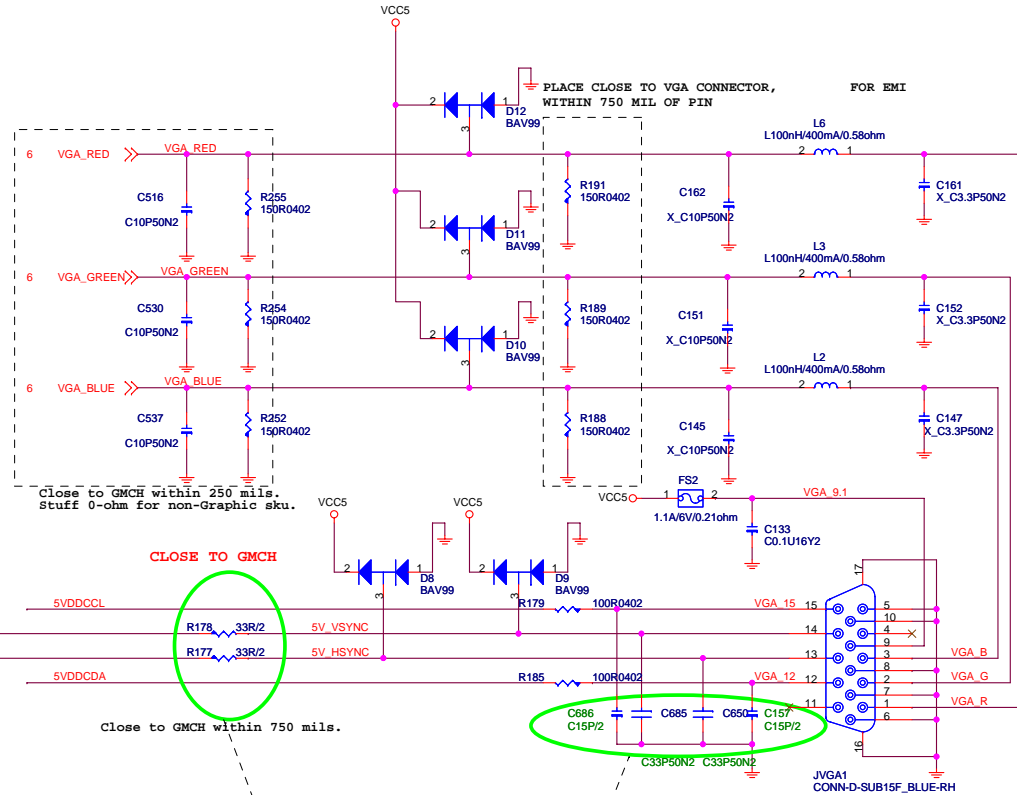 VCC5
PLACE CLOSE TO VGA CONNECTOR,
WITHIN 750 MIL OF PIN
FOR EMI
2 1
D12
BAV99
3
L6
L100nH/400mA/0.58ohm
2 1
6 VGA_RED VGA_RED
C516
C10P50N2
R255
150R0402
R191
150R0402
C162
X_C10P50N2
C161
X_C3.3P50N2
2 1
D11
BAV99
3
L3
L100nH/400mA/0.58ohm
2 1
6 VGA_GREEN VGA_GREEN
C530
C10P50N2
R254
150R0402
R189
150R0402
C151
X_C10P50N2
C152
X_C3.3P50N2
2 1
D10
BAV99
3
L2
L100nH/400mA/0.58ohm
2 1
6 VGA_BLUE VGA_BLUE
C537
C10P50N2
R252
150R0402
R188
150R0402
C145
X_C10P50N2
C147
X_C3.3P50N2
Close to GMCH within 250 mils.
Stuff 0-ohm for non-Graphic sku.
VCC5
VCC5
VCC5 1 2 VGA_9.1
FS2
1.1A/6V/0.21ohm
C133
C0.1U16Y2
CLOSE TO GMCH
2 1
D8
BAV99
3
2 1
D9
BAV99
3
5VDDCCL R179 100R0402 VGA_15
R178 33R/2 5V_VSYNC
R177 33R/2 5V_HSYNC
5VDDCDA R185 100R0402 VGA_12
15
14
13
12
11
17
5
10
4
9
3 VGA_B
8
2 VGA_G
7
1 VGA_R
6
16
Close to GMCH within 750 mils.
C686
C15P/2
C685
C650
C157
C15P/2
C33P50N2 C33P50N2
JVGA1
CONN-D-SUB15F_BLUE-RH